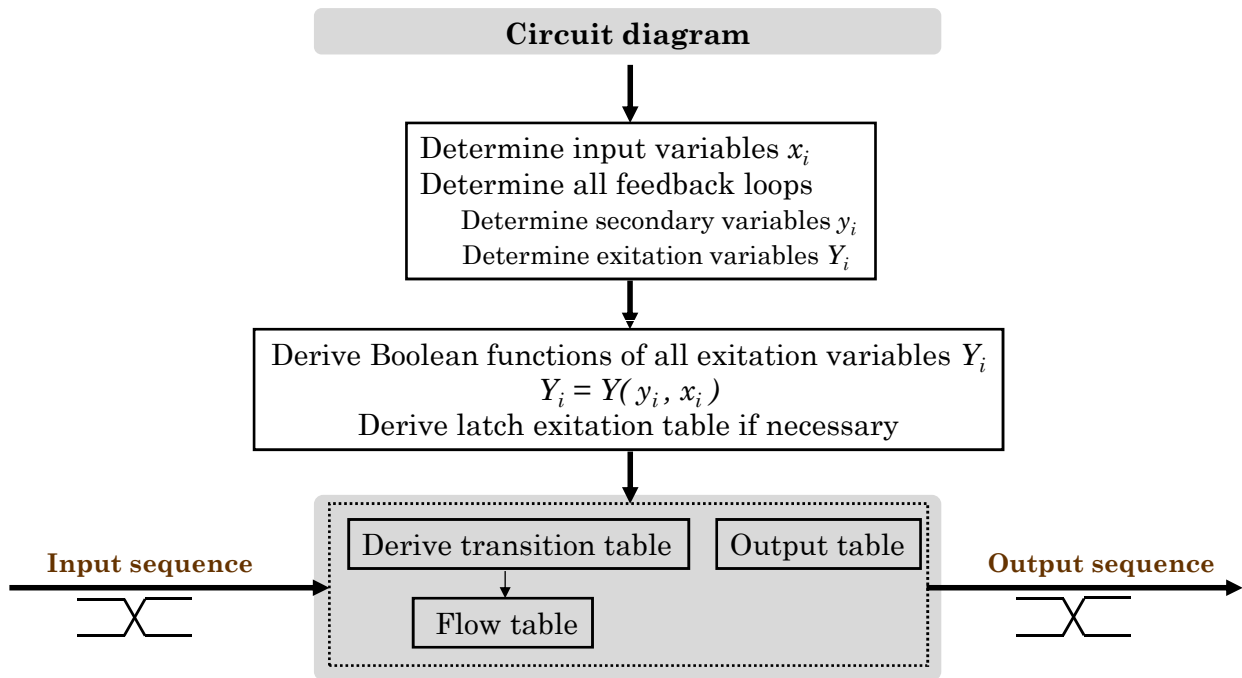 Circuit diagram
Determine input variables xᵢ
Determine all feedback loops
Determine secondary variables yᵢ
Determine exitation variables Yᵢ
Derive Boolean functions of all exitation variables Yᵢ
Yᵢ = Y( yᵢ , xᵢ )
Derive latch exitation table if necessary
Derive transition table
Output table
Input sequence
Output sequence
Flow table